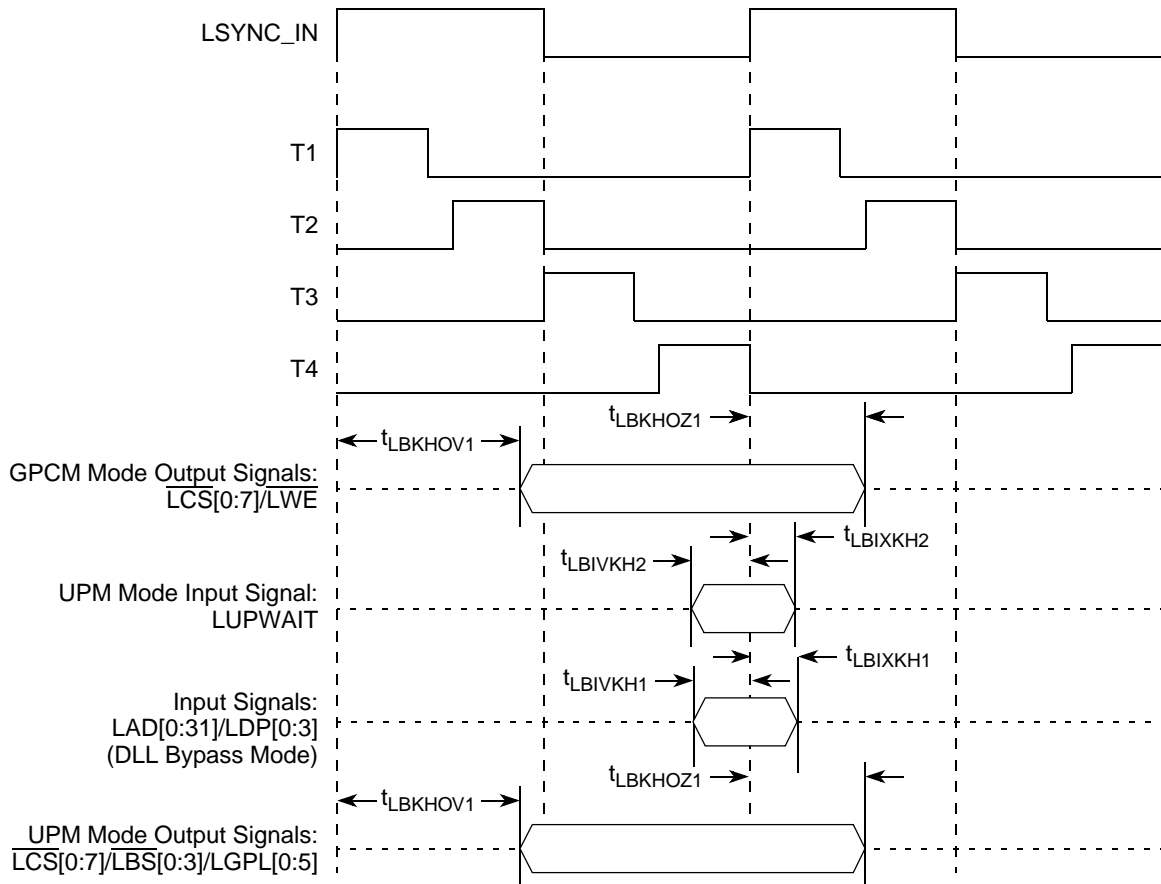 LSYNC_IN
T1
T2
T3
T4
tLBKHOZ1
tLBKHOV1
GPCM Mode Output Signals:
LCS[0:7]/LWE
tLBIXKH2
tLBIVKH2
UPM Mode Input Signal:
LUPWAIT
tLBIXKH1
tLBIVKH1
Input Signals:
LAD[0:31]/LDP[0:3]
(DLL Bypass Mode)
tLBKHOZ1
tLBKHOV1
UPM Mode Output Signals:
LCS[0:7]/LBS[0:3]/LGPL[0:5]